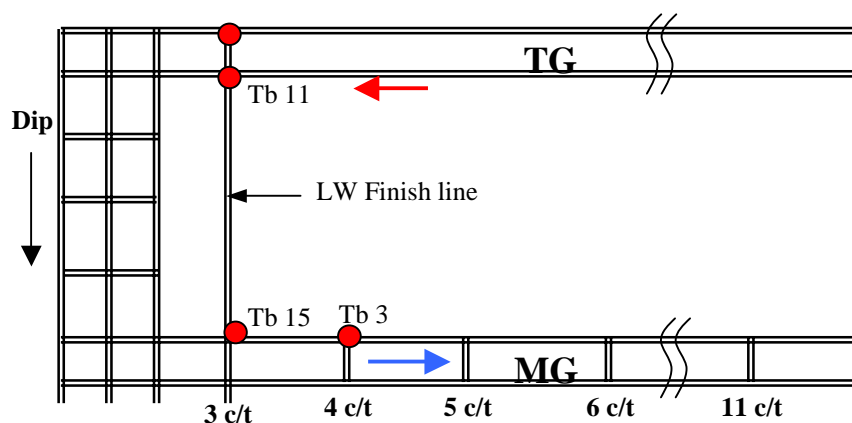 TG
Tb 11
Dip
LW Finish line
Tb 15 Tb 3
MG
3 c/t 4 c/t 5 c/t 6 c/t 11 c/t